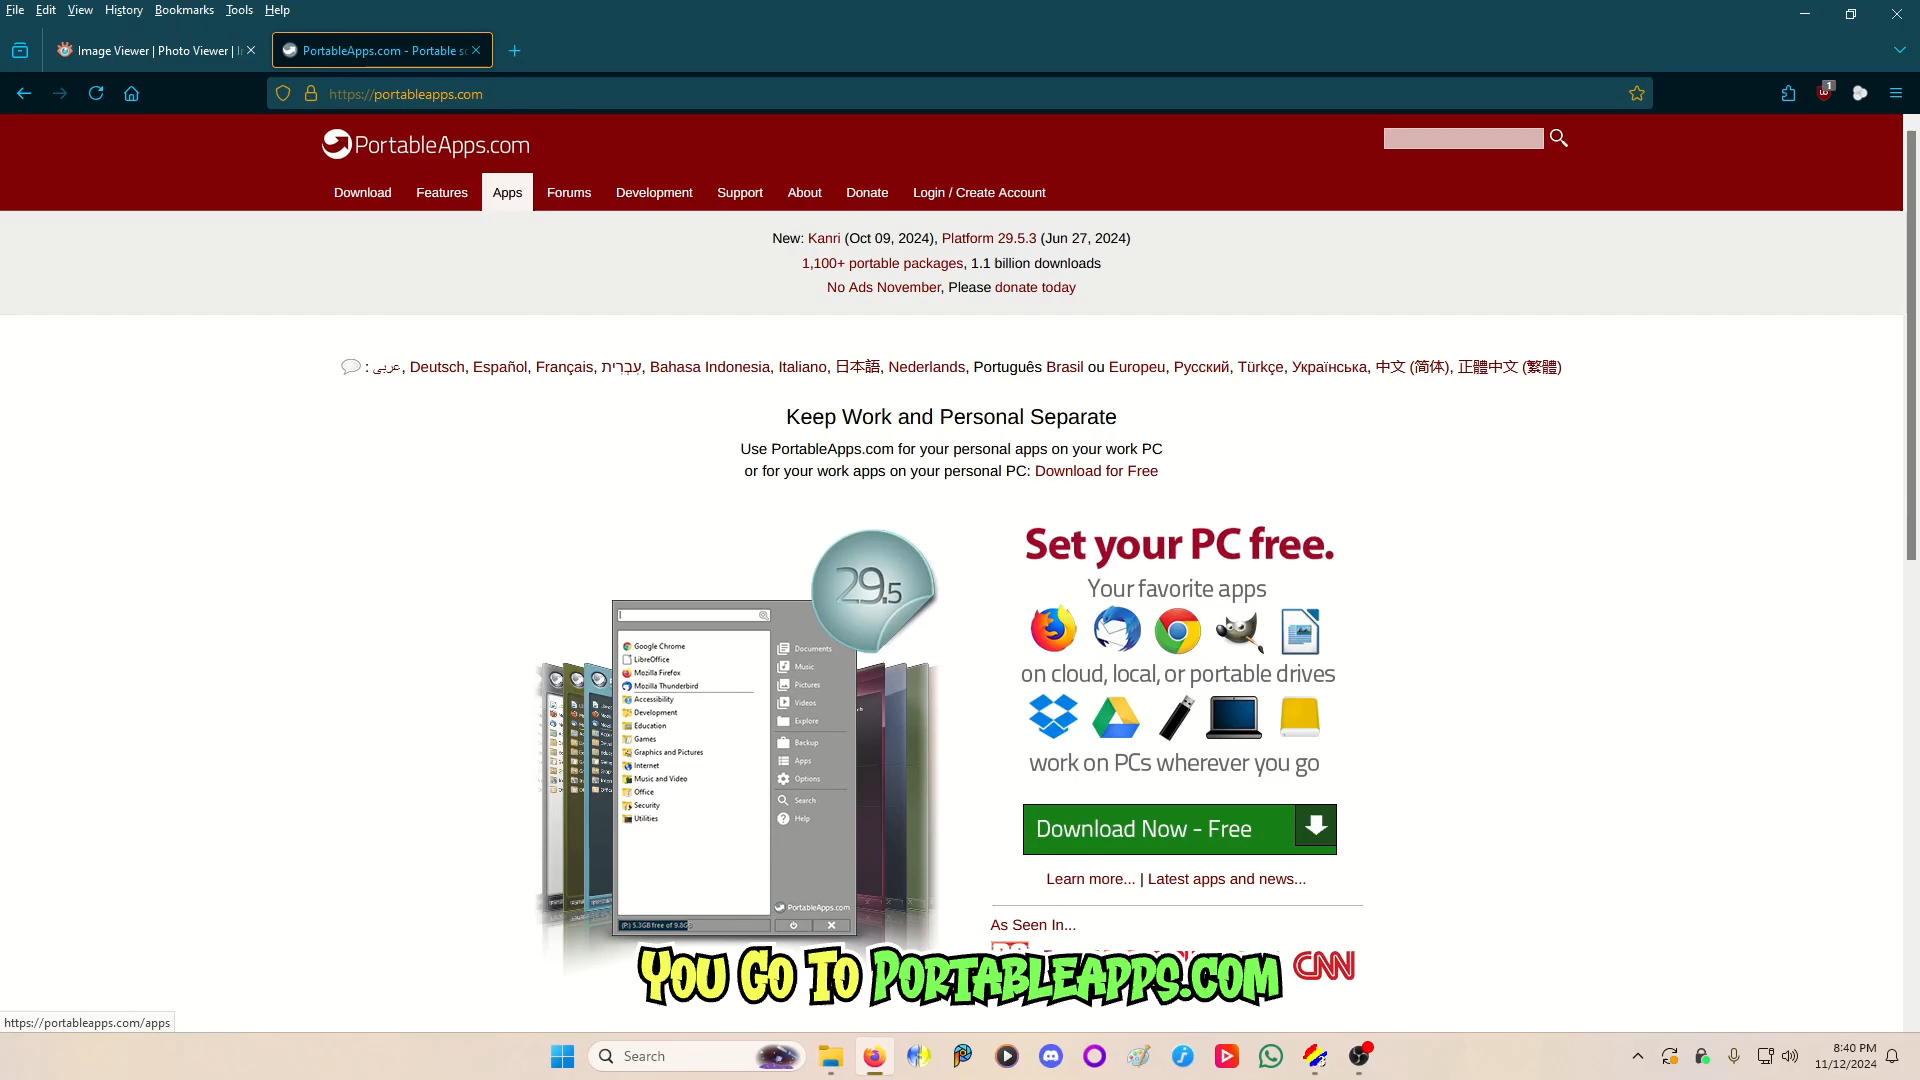 File Edit View History Bookmarks Tools Help
Image Viewer | Photo Viewer |
PortableApps.com - Portable so
https://portableapps.com
1
PortableApps.com
Download Features Apps Forums Development Support About Donate Login / Create Account
New: Kanri (Oct 09, 2024), Platform 29.5.3 (Jun 27, 2024)
1,100+ portable packages, 1.1 billion downloads
No Ads November, Please donate today
: عربي, Deutsch, Español, Français, עִבְרִית, Bahasa Indonesia, Italiano, 日本語, Nederlands, Português Brasil ou Europeu, Русский, Türkçe, Українська, 中文 (简体), 正體中文 (繁體)
Keep Work and Personal Separate
Use PortableApps.com for your personal apps on your work PC
or for your work apps on your personal PC: Download for Free
29.5
Google Chrome
LibreOffice
Mozilla Firefox
Mozilla Thunderbird
Accessibility
Development
Education
Games
Graphics and Pictures
Internet
Music and Video
Office
Security
Utilities
Documents
Music
Pictures
Videos
Explore
Backup
Apps
Options
Search
Help
PortableApps.com
(P:) 5.3GB free of 9.8G
Set your PC free.
Your favorite apps
on cloud, local, or portable drives
work on PCs wherever you go
Download Now - Free
Learn more... | Latest apps and news...
As Seen In...
CNN
You Go To PortableApps.com
https://portableapps.com/apps
Search
8:40 PM
11/12/2024